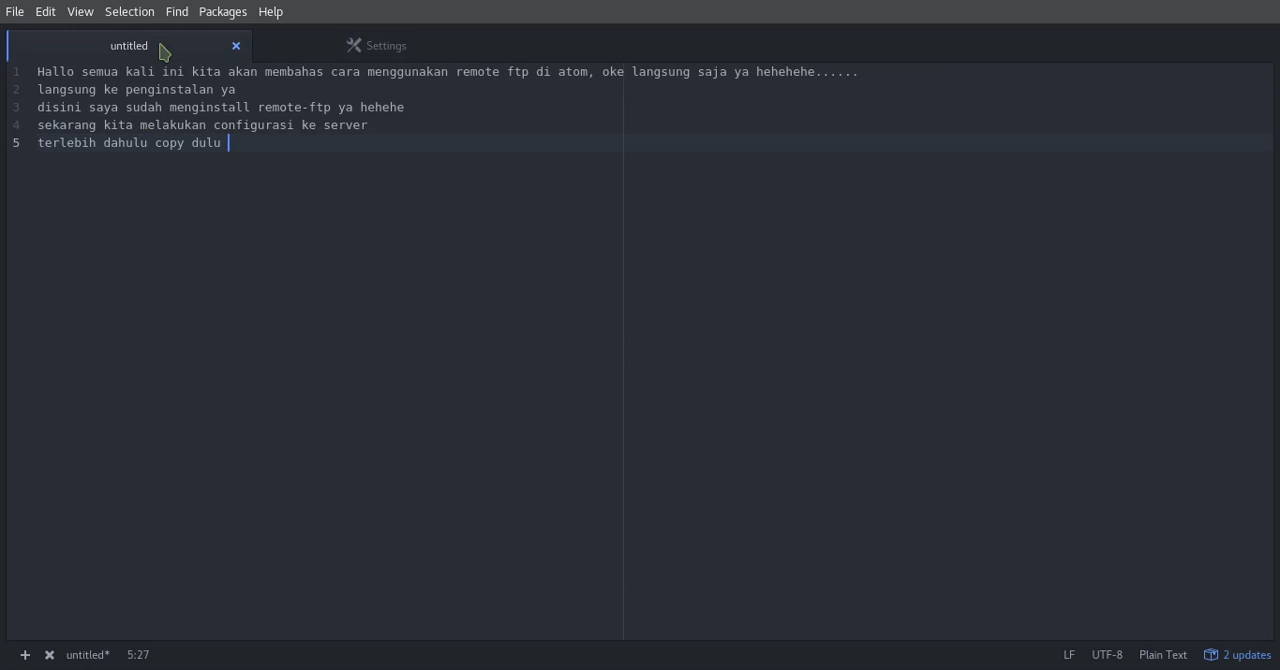 File Edit View Selection Find Packages Help
untitled Settings
1 Hallo semua kali ini kita akan membahas cara menggunakan remote ftp di atom, oke langsung saja ya hehehehe......
2 langsung ke penginstalan ya
3 disini saya sudah menginstall remote-ftp ya hehehe
4 sekarang kita melakukan configurasi ke server
5 terlebih dahulu copy dulu
untitled* 5:27 LF UTF-8 Plain Text 2 updates